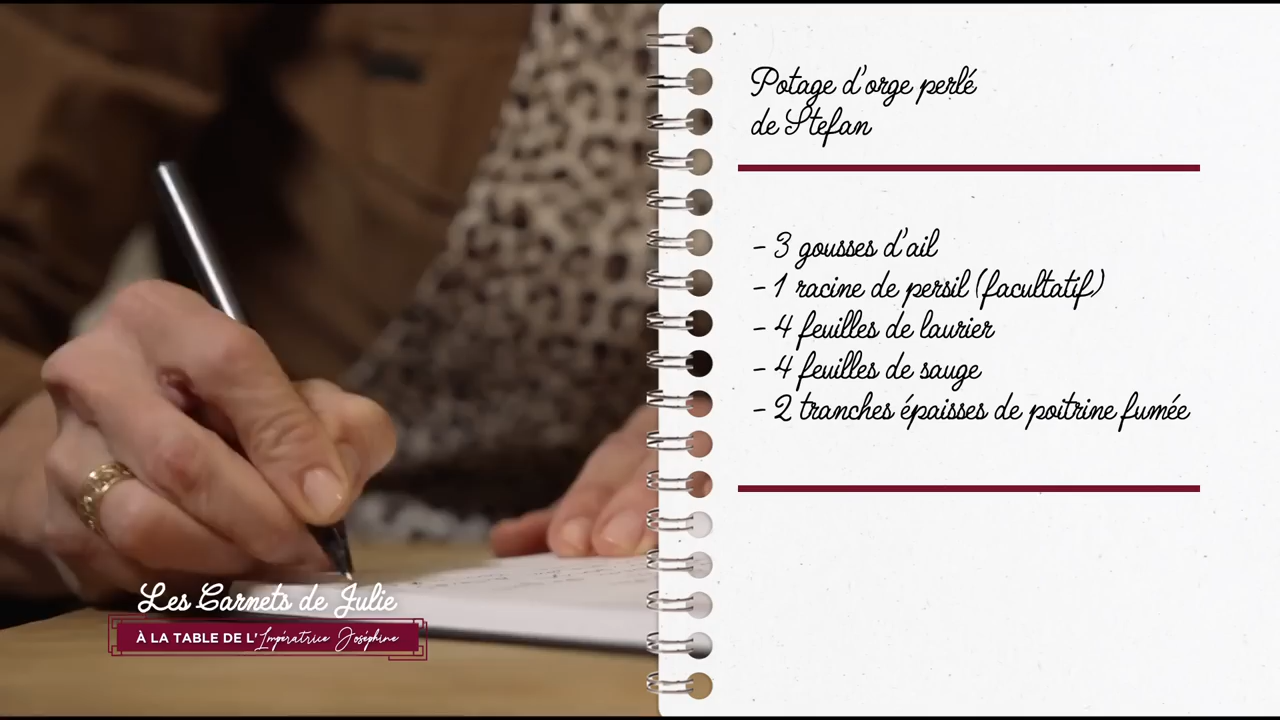 Potage d'orge perlé
de Stefan
- 3 gousses d'ail
- 1 racine de persil (facultatif)
- 4 feuilles de laurier
- 4 feuilles de sauge
- 2 tranches épaisses de poitrine fumée
Les Carnets de Julie
À LA TABLE DE L'Impératrice Joséphine